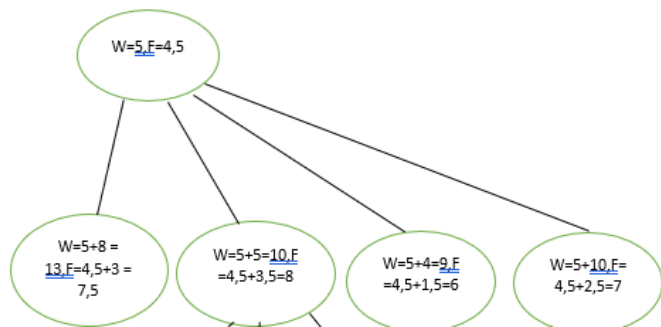 W=5,F=4,5
W=5+8 =
13,F=4,5+3 =
7,5
W=5+5=10,F
=4,5+3,5=8
W=5+4=9,F
=4,5+1,5=6
W=5+10,F=
4,5+2,5=7